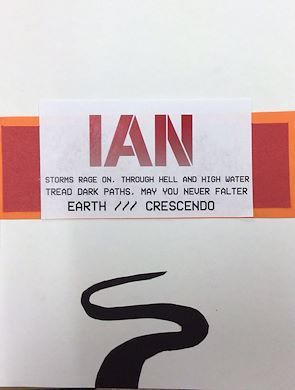 IAN
STORMS RAGE ON. THROUGH HELL AND HIGH WATER
TREAD DARK PATHS. MAY YOU NEVER FALTER
EARTH /// CRESCENDO